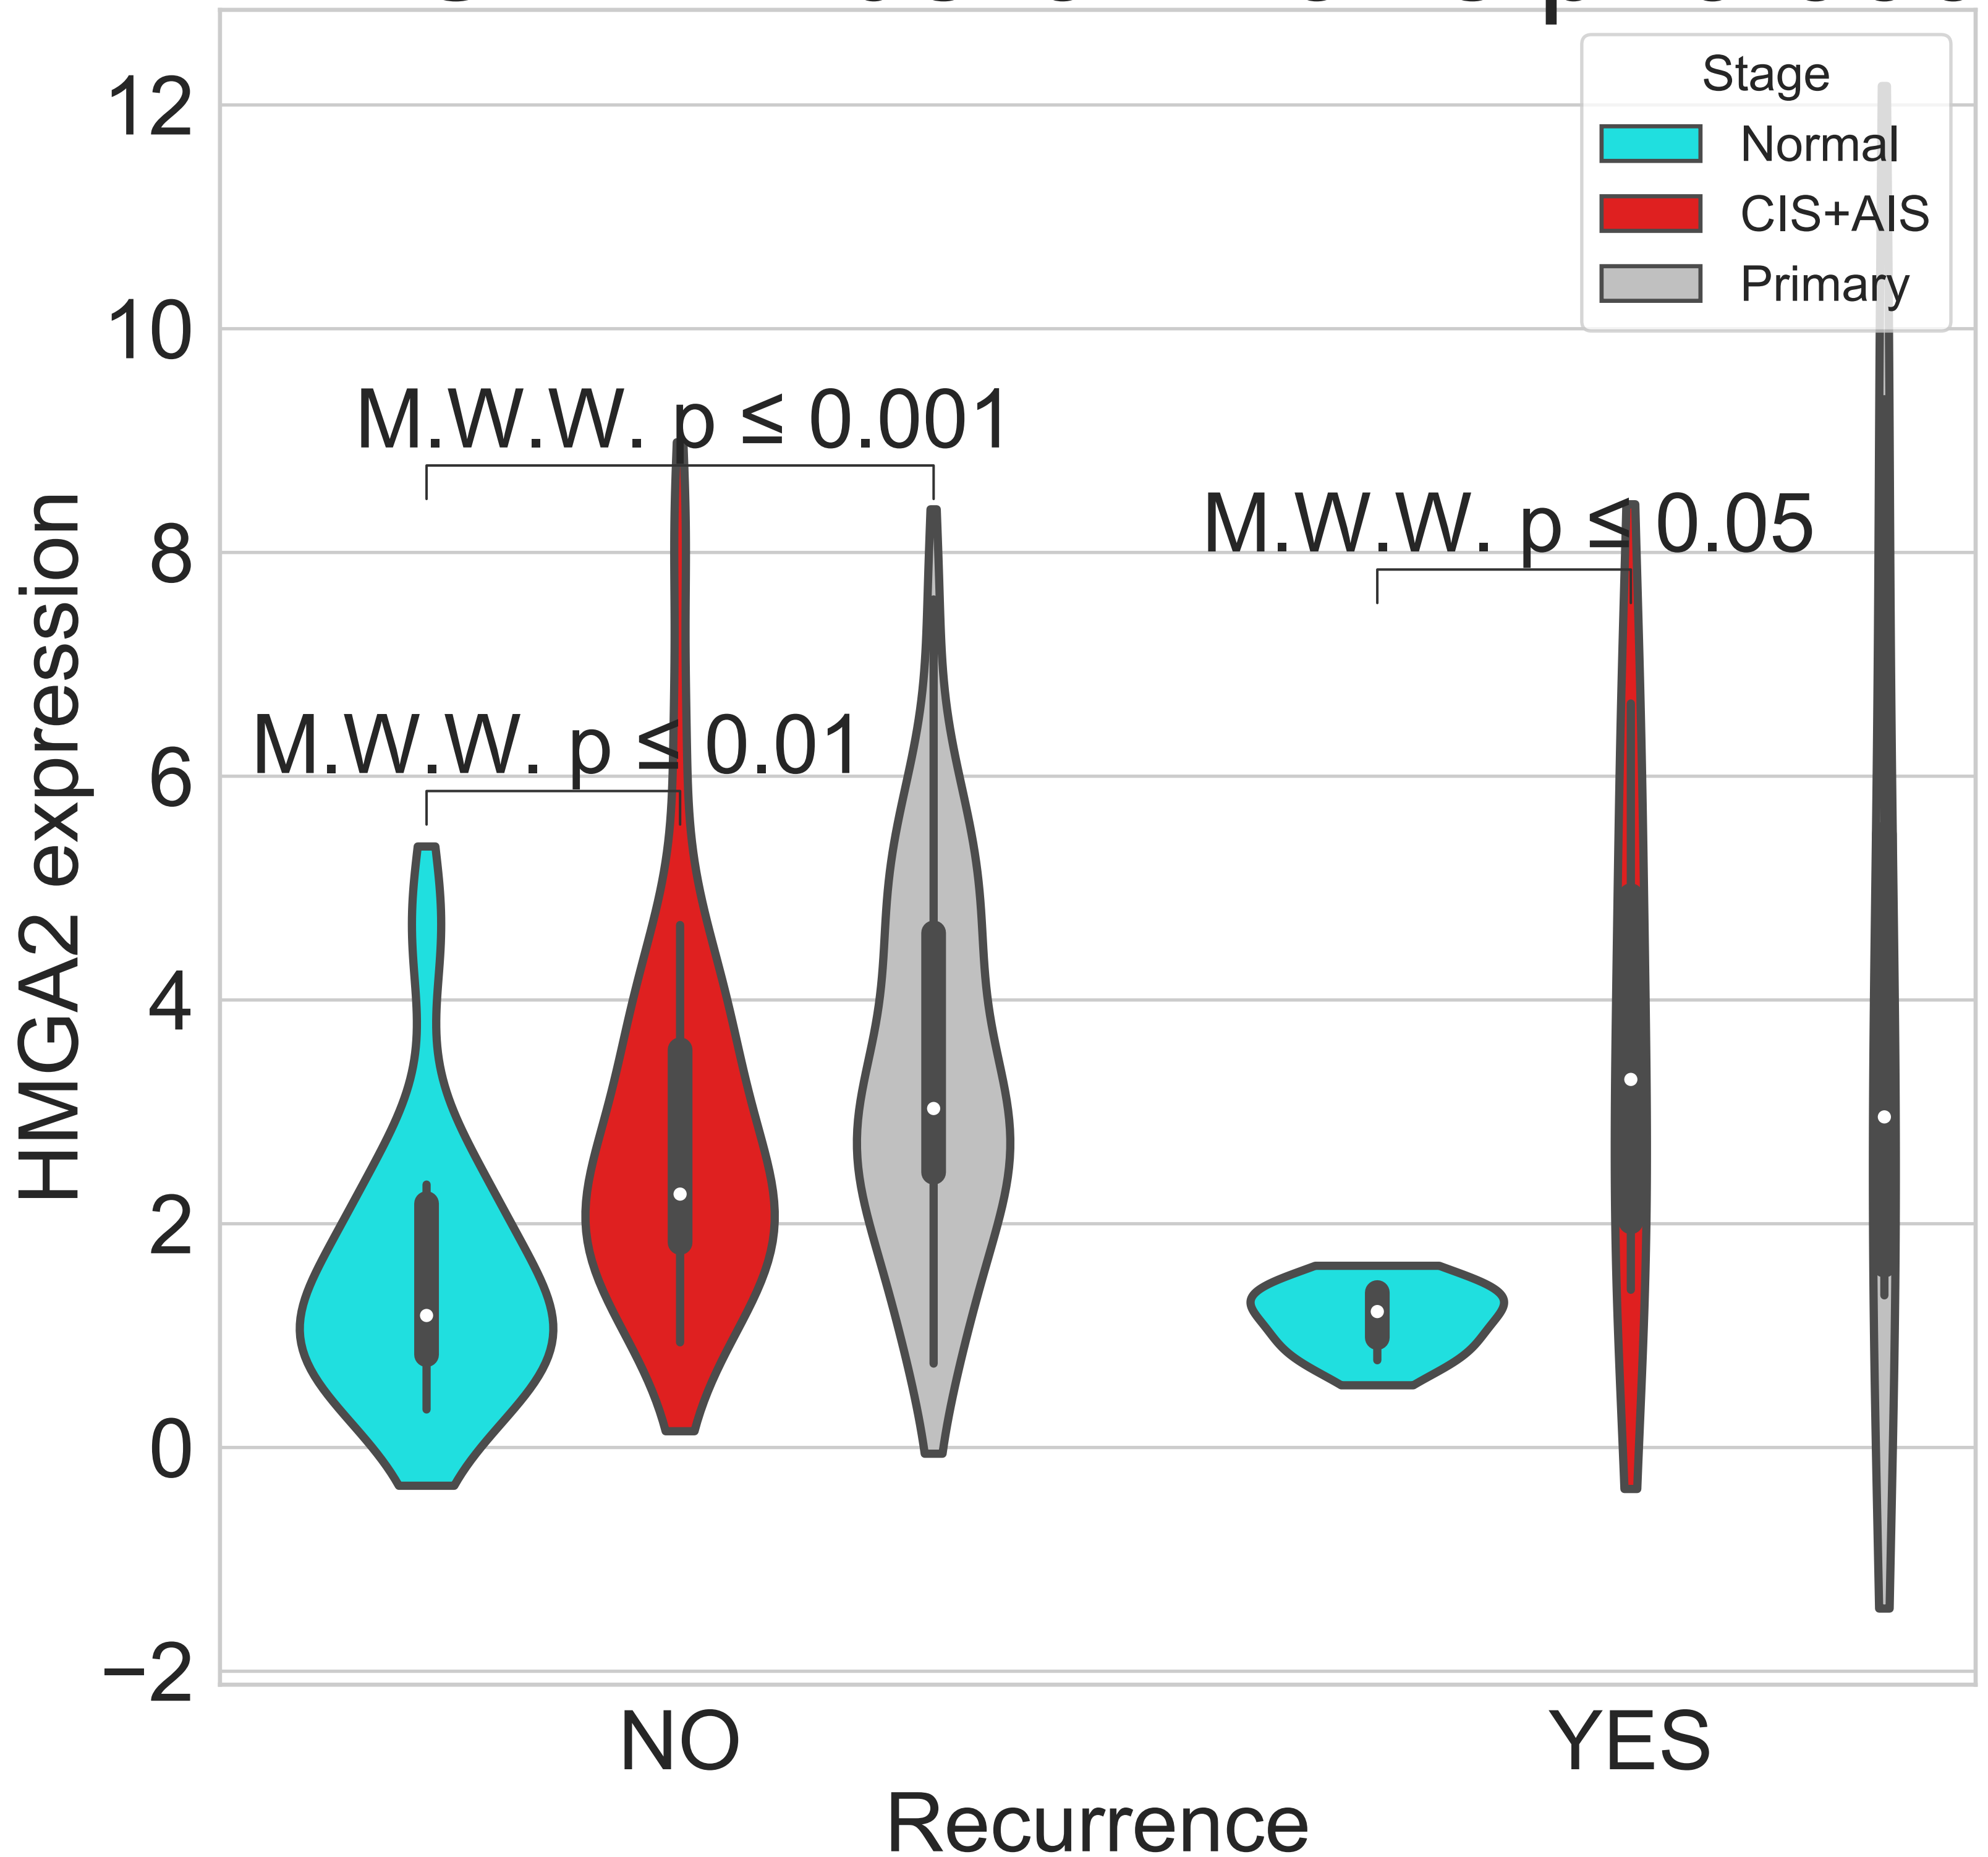 Stage
Normal
CIS+AIS
Primary
12
10
8
6
4
2
0
−2
HMGA2 expression
M.W.W. p ≤ 0.001
M.W.W. p ≤ 0.05
M.W.W. p ≤ 0.01
NO
YES
Recurrence